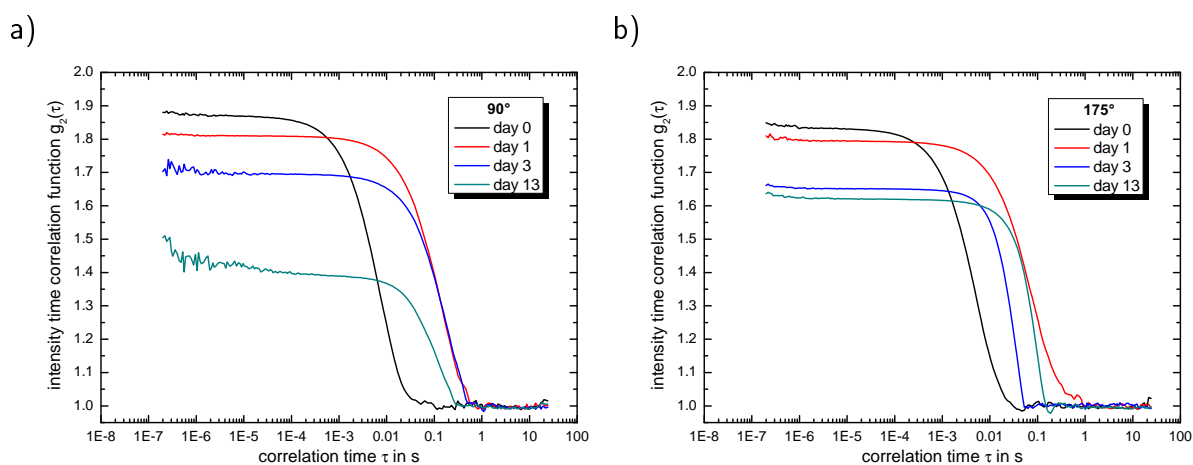 a)
intensity time correlation function g₂(τ)
2.0
1.9
1.8
1.7
1.6
1.5
1.4
1.3
1.2
1.1
1.0
90°
day 0
day 1
day 3
day 13
1E-8 1E-7 1E-6 1E-5 1E-4 1E-3 0.01 0.1 1 10 100
correlation time τ in s
b)
intensity time correlation function g₂(τ)
2.0
1.9
1.8
1.7
1.6
1.5
1.4
1.3
1.2
1.1
1.0
175°
day 0
day 1
day 3
day 13
1E-8 1E-7 1E-6 1E-5 1E-4 1E-3 0.01 0.1 1 10 100
correlation time τ in s